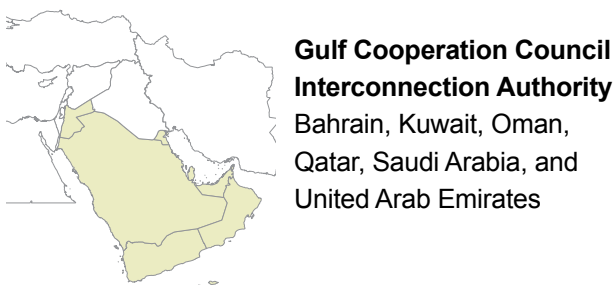 Gulf Cooperation Council
Interconnection Authority
Bahrain, Kuwait, Oman,
Qatar, Saudi Arabia, and
United Arab Emirates